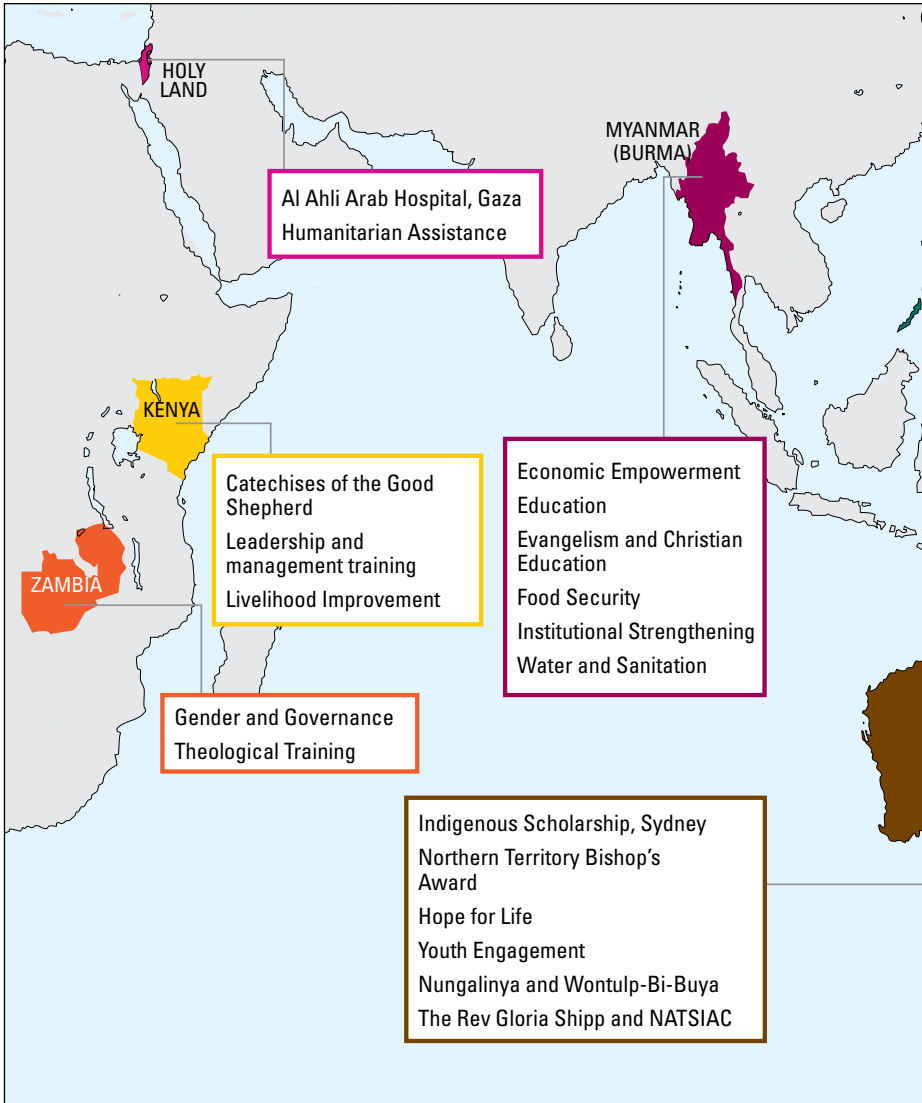 HOLY
LAND
MYANMAR
(BURMA)
Al Ahli Arab Hospital, Gaza
Humanitarian Assistance
KENYA
Catechises of the Good
Shepherd
Leadership and
management training
Livelihood Improvement
Economic Empowerment
Education
Evangelism and Christian
Education
Food Security
Institutional Strengthening
Water and Sanitation
ZAMBIA
Gender and Governance
Theological Training
Indigenous Scholarship, Sydney
Northern Territory Bishop's
Award
Hope for Life
Youth Engagement
Nungalinya and Wontulp-Bi-Buya
The Rev Gloria Shipp and NATSIAC